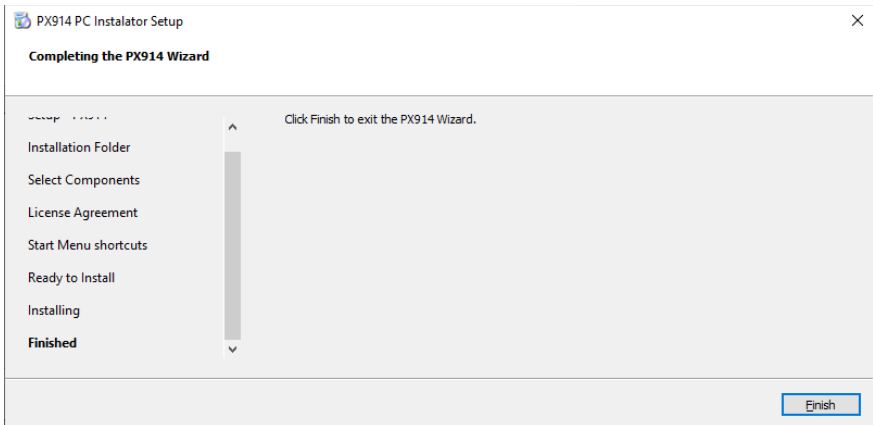 PX914 PC Instalator Setup
Completing the PX914 Wizard
Click Finish to exit the PX914 Wizard.
Installation Folder
Select Components
License Agreement
Start Menu shortcuts
Ready to Install
Installing
Finished
Finish